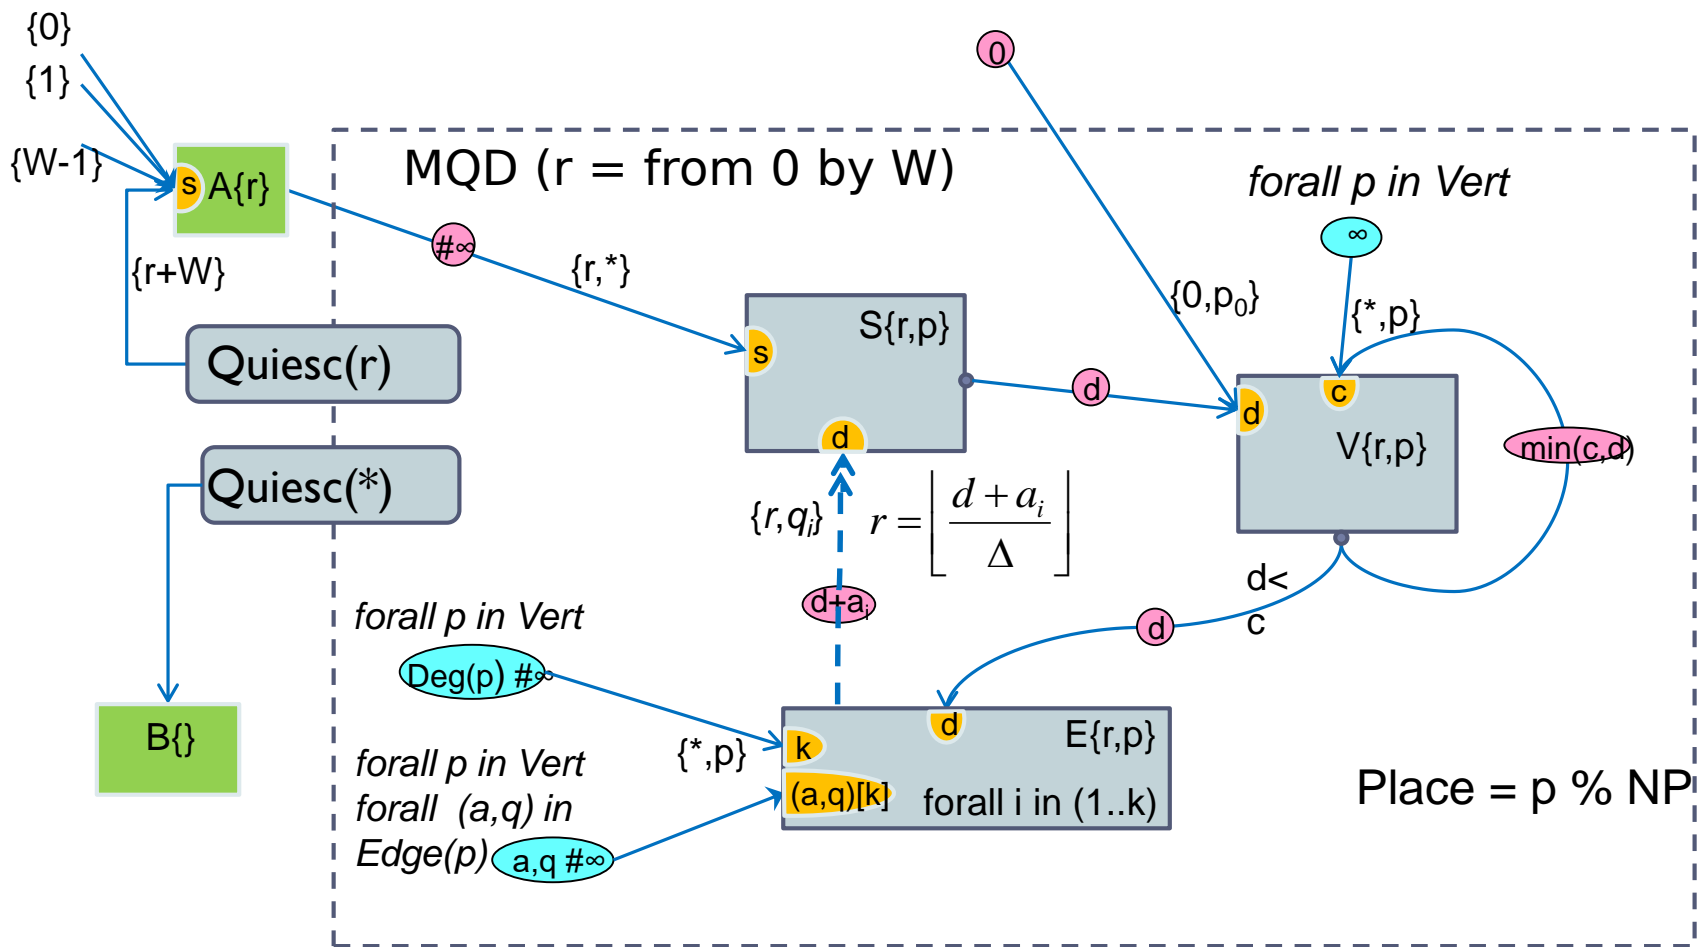 {0}
{1}
{W-1}
s
A{r}
{r+W}
MQD (r = from 0 by W)
#∞
{r,*}
0
{0,p₀}
forall p in Vert
∞
{*,p}
S{r,p}
s
d
d
d
c
V{r,p}
min(c,d)
Quiesc(r)
Quiesc(*)
{r,qᵢ}
r = ⌊(d + aᵢ)/Δ⌋
d<
c
d
d+aᵢ
forall p in Vert
Deg(p) #∞
{*,p}
d
k
E{r,p}
(a,q)[k]
forall i in (1..k)
B{}
forall p in Vert
forall (a,q) in
Edge(p)
a,q #∞
Place = p % NP